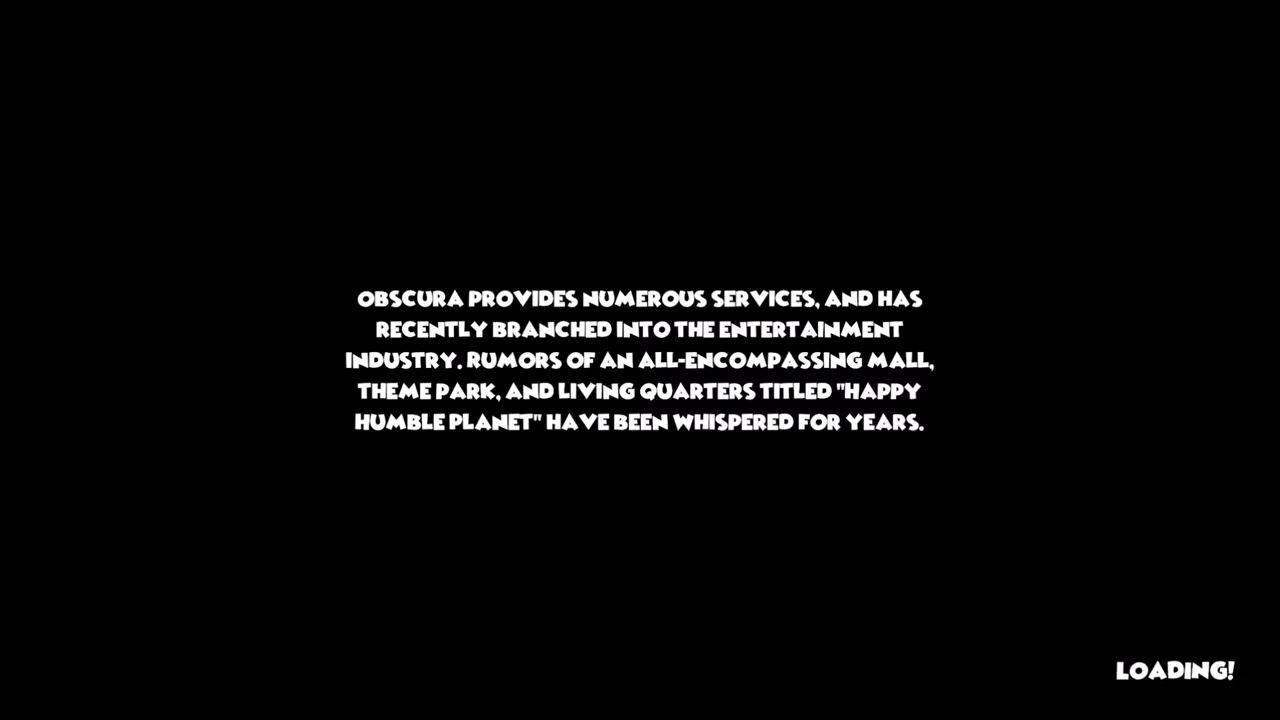 OBSCURA PROVIDES NUMEROUS SERVICES, AND HAS
RECENTLY BRANCHED INTO THE ENTERTAINMENT
INDUSTRY. RUMORS OF AN ALL-ENCOMPASSING MALL,
THEME PARK, AND LIVING QUARTERS TITLED "HAPPY
HUMBLE PLANET" HAVE BEEN WHISPERED FOR YEARS.
LOADING!